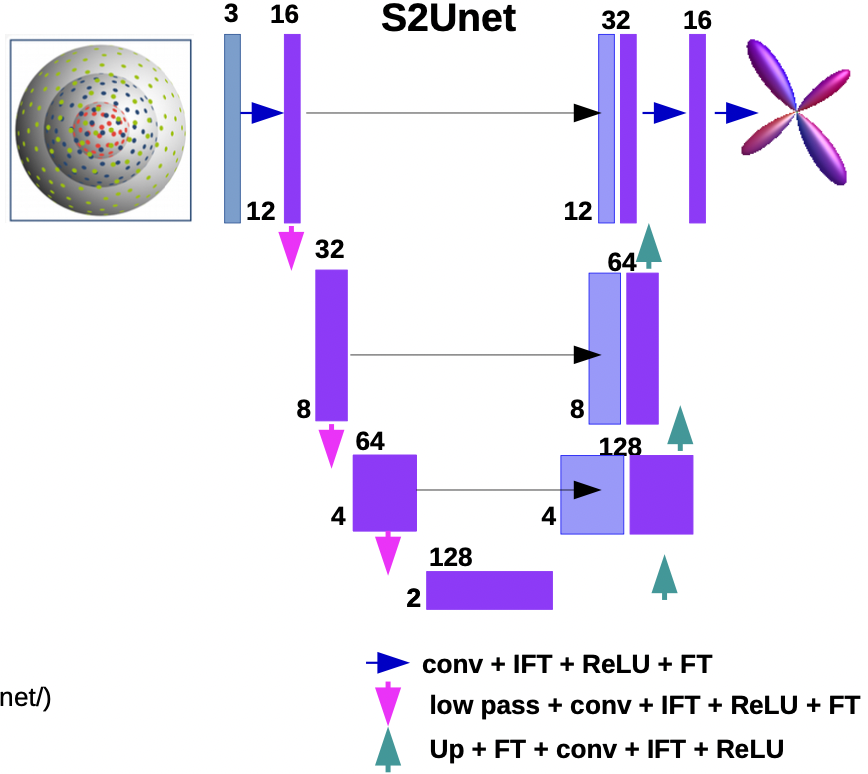 S2Unet
3 16 32 16
12 12
32 64
8 8
64 128
4 4
128
2
conv + IFT + ReLU + FT
net/)
low pass + conv + IFT + ReLU + FT
Up + FT + conv + IFT + ReLU